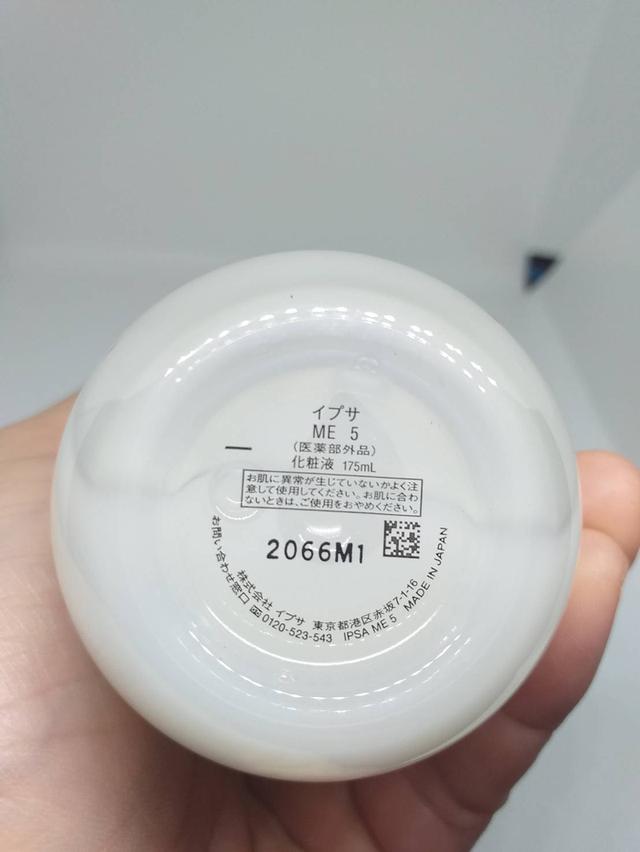 イプサ
ME 5
(医薬部外品)
化粧液 175mL
お肌に異常が生じていないかよく注
意して使用してください。お肌に合わ
ないときは、ご使用をおやめください。
2066M1
株式会社 イプサ 東京都港区赤坂7-1-16
お問い合わせ窓口 0120-523-543 IPSA ME 5 MADE IN JAPAN